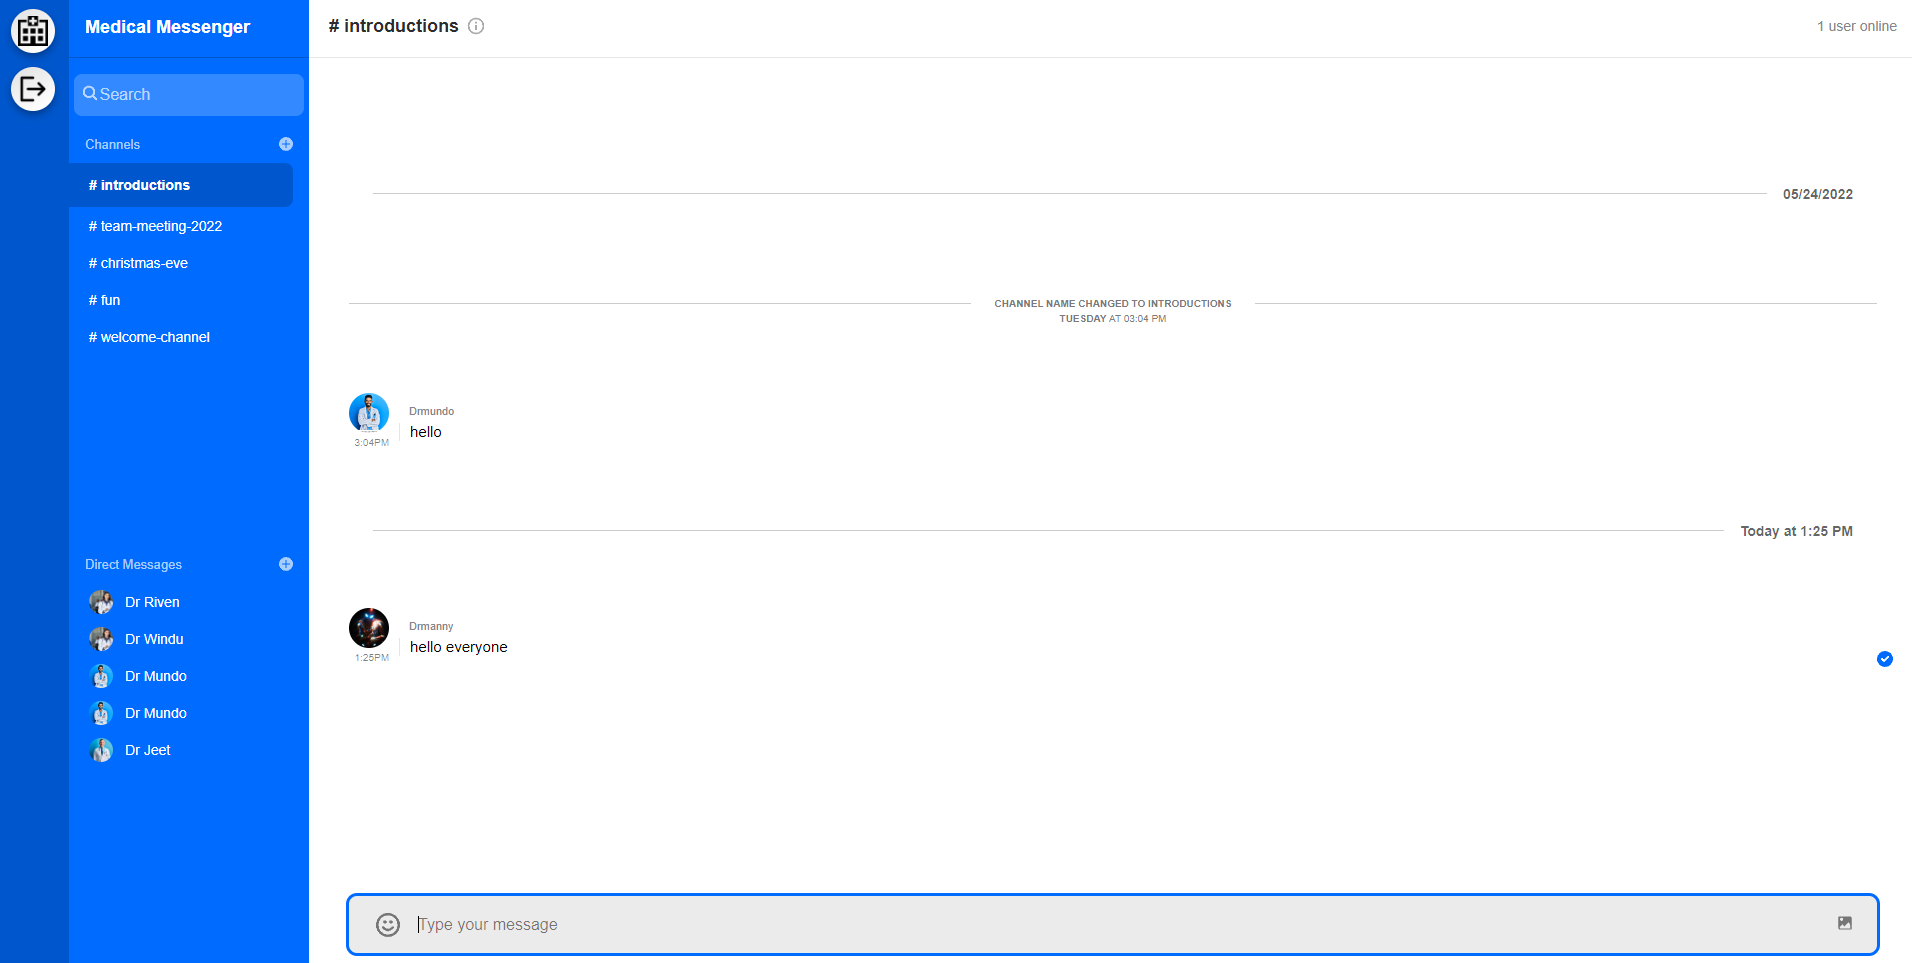 Medical Messenger
Search
Channels
# introductions
# team-meeting-2022
# christmas-eve
# fun
# welcome-channel
Direct Messages
Dr Riven
Dr Windu
Dr Mundo
Dr Mundo
Dr Jeet
# introductions
1 user online
05/24/2022
CHANNEL NAME CHANGED TO INTRODUCTIONS
TUESDAY AT 03:04 PM
Drmundo
hello
3:04PM
Today at 1:25 PM
Drmanny
hello everyone
1:25PM
Type your message